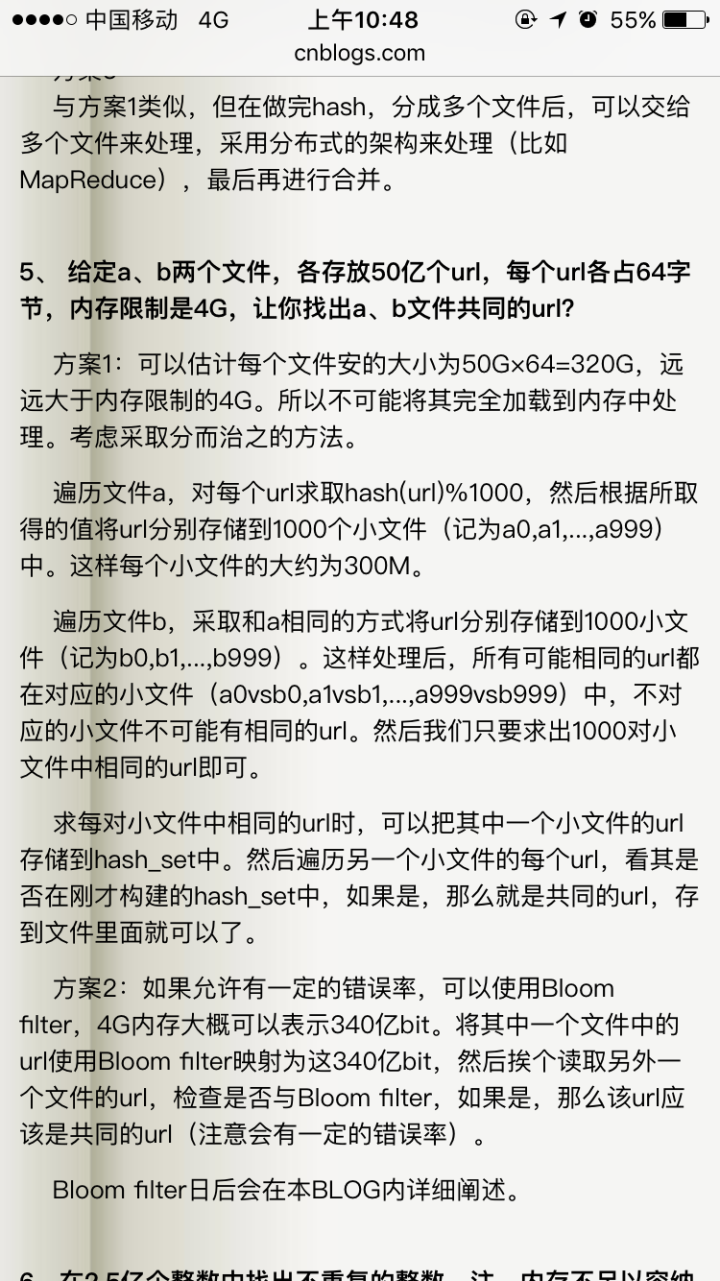 中国移动 4G 上午10:48 55%
cnblogs.com
与方案1类似，但在做完hash，分成多个文件后，可以交给
多个文件来处理，采用分布式的架构来处理（比如
MapReduce），最后再进行合并。
5、 给定a、b两个文件，各存放50亿个url，每个url各占64字
节，内存限制是4G，让你找出a、b文件共同的url？
方案1：可以估计每个文件安的大小为50G×64=320G，远
远大于内存限制的4G。所以不可能将其完全加载到内存中处
理。考虑采取分而治之的方法。
遍历文件a，对每个url求取hash(url)%1000，然后根据所取
得的值将url分别存储到1000个小文件（记为a0,a1,...,a999）
中。这样每个小文件的大约为300M。
遍历文件b，采取和a相同的方式将url分别存储到1000小文
件（记为b0,b1,...,b999）。这样处理后，所有可能相同的url都
在对应的小文件（a0vsb0,a1vsb1,...,a999vsb999）中，不对
应的小文件不可能有相同的url。然后我们只要求出1000对小
文件中相同的url即可。
求每对小文件中相同的url时，可以把其中一个小文件的url
存储到hash_set中。然后遍历另一个小文件的每个url，看其是
否在刚才构建的hash_set中，如果是，那么就是共同的url，存
到文件里面就可以了。
方案2：如果允许有一定的错误率，可以使用Bloom
filter，4G内存大概可以表示340亿bit。将其中一个文件中的
url使用Bloom filter映射为这340亿bit，然后挨个读取另外一
个文件的url，检查是否与Bloom filter，如果是，那么该url应
该是共同的url（注意会有一定的错误率）。
Bloom filter日后会在本BLOG内详细阐述。
6、在2.5亿个整数中找出不重复的整数，注，内存不足以容纳